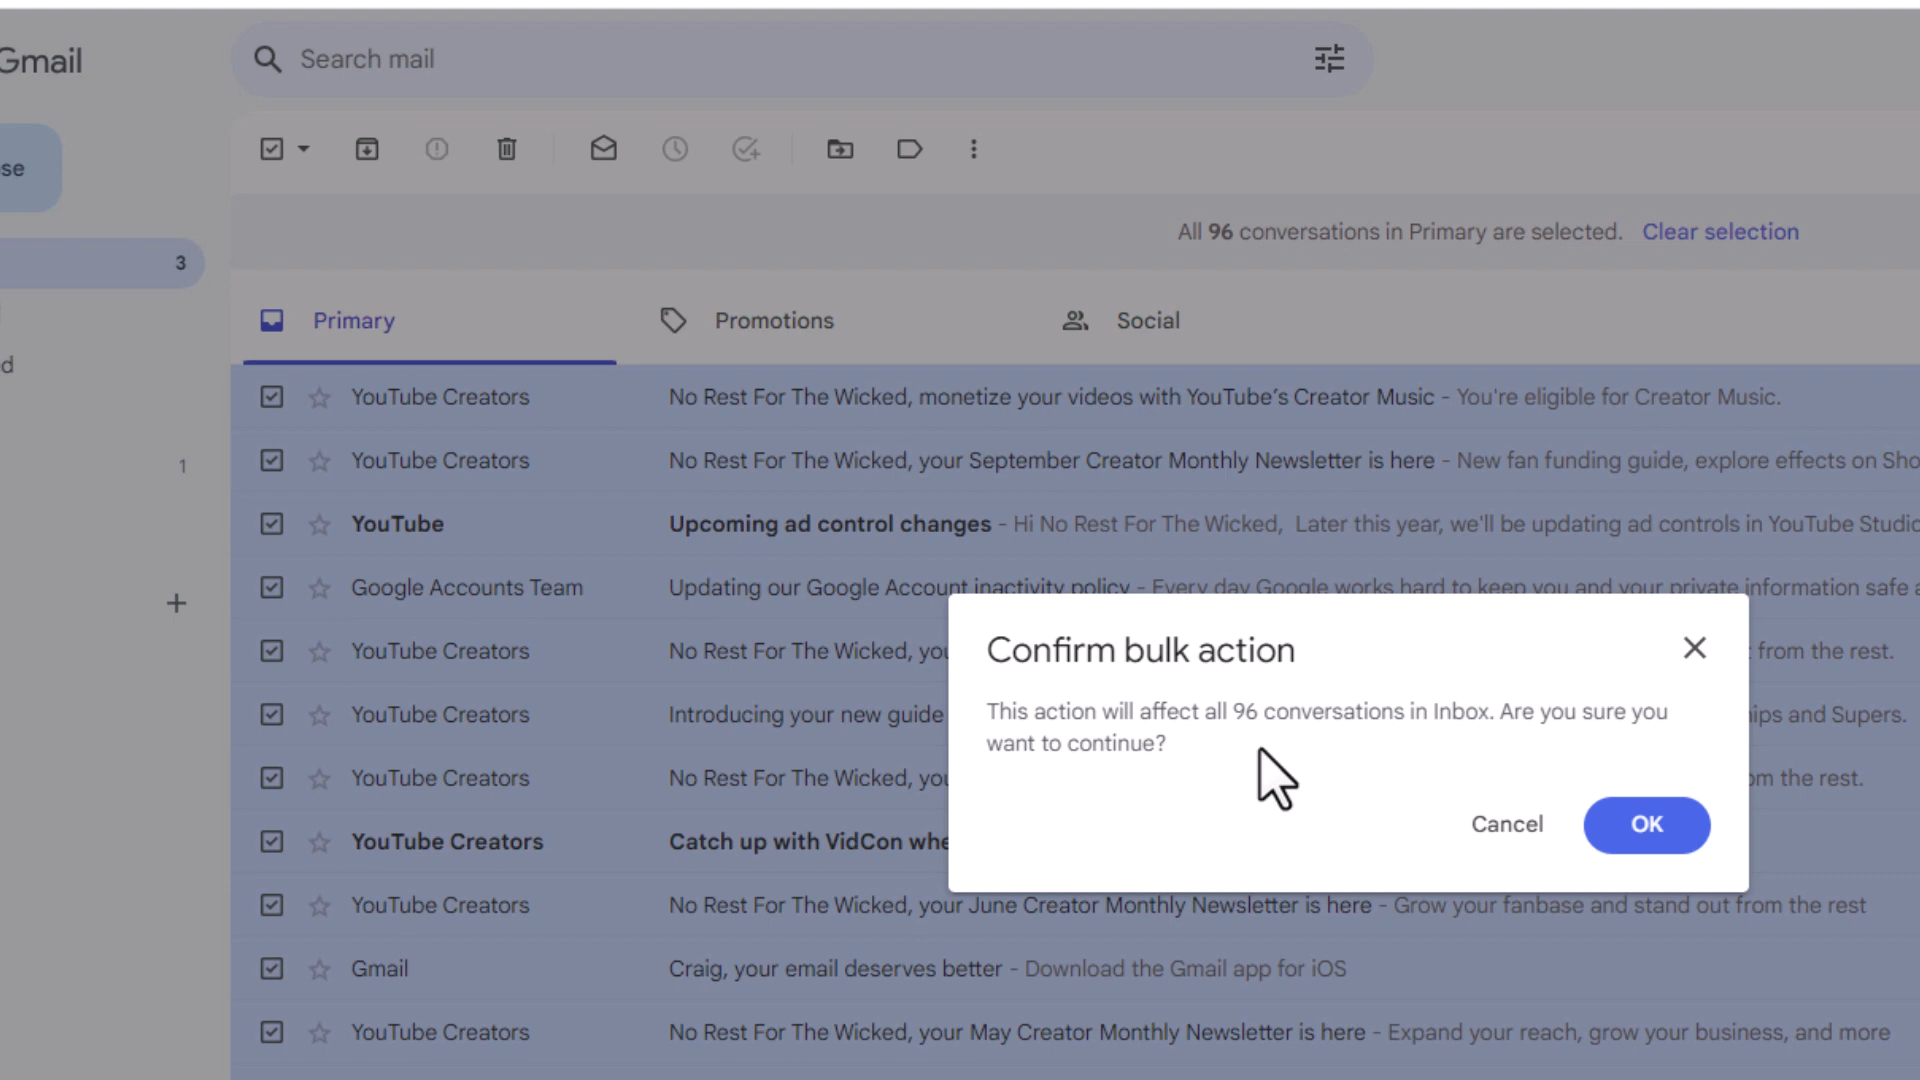 Gmail
Search mail
se
All 96 conversations in Primary are selected. Clear selection
3
Primary Promotions Social
d
YouTube Creators No Rest For The Wicked, monetize your videos with YouTube's Creator Music - You're eligible for Creator Music.
1
YouTube Creators No Rest For The Wicked, your September Creator Monthly Newsletter is here - New fan funding guide, explore effects on Sho
YouTube Upcoming ad control changes - Hi No Rest For The Wicked, Later this year, we'll be updating ad controls in YouTube Studio
Google Accounts Team Updating our Google Account inactivity policy - Every day Google works hard to keep you and your private information safe a
YouTube Creators No Rest For The Wicked, you from the rest.
YouTube Creators Introducing your new guide ips and Supers.
YouTube Creators No Rest For The Wicked, you om the rest.
YouTube Creators Catch up with VidCon whe
YouTube Creators No Rest For The Wicked, your June Creator Monthly Newsletter is here - Grow your fanbase and stand out from the rest
Gmail Craig, your email deserves better - Download the Gmail app for iOS
YouTube Creators No Rest For The Wicked, your May Creator Monthly Newsletter is here - Expand your reach, grow your business, and more
Confirm bulk action
This action will affect all 96 conversations in Inbox. Are you sure you
want to continue?
Cancel OK